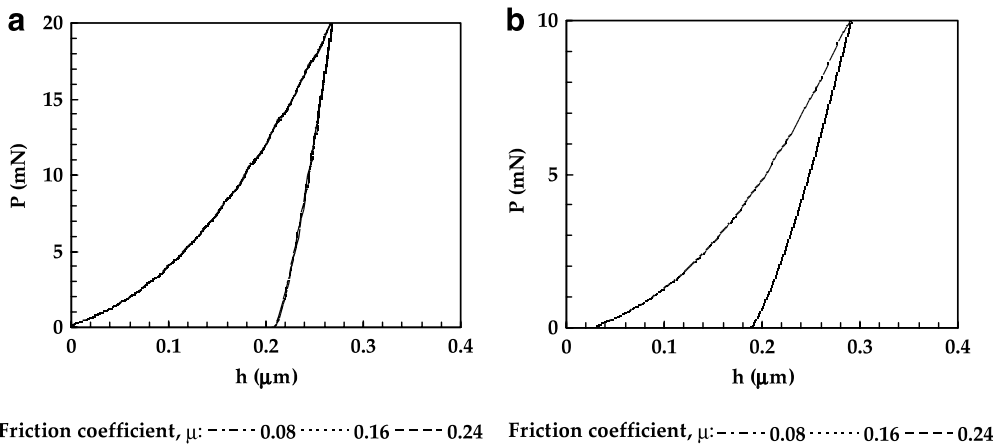 a
20
15
10
5
0
P (mN)
0 0.1 0.2 0.3 0.4
h (μm)
Friction coefficient, μ: 0.08 0.16 0.24
b
10
5
0
P (mN)
0 0.1 0.2 0.3 0.4
h (μm)
Friction coefficient, μ: 0.08 0.16 0.24